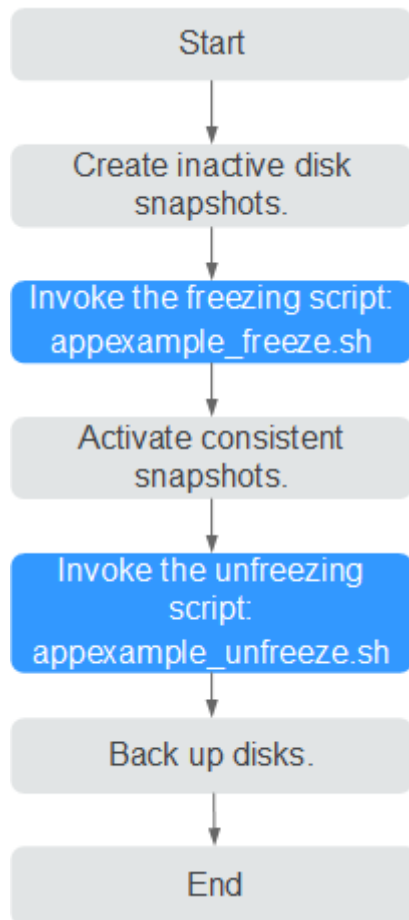 Start
Create inactive disk
snapshots.
Invoke the freezing script:
appexample_freeze.sh
Activate consistent
snapshots.
Invoke the unfreezing
script:
appexample_unfreeze.sh
Back up disks.
End